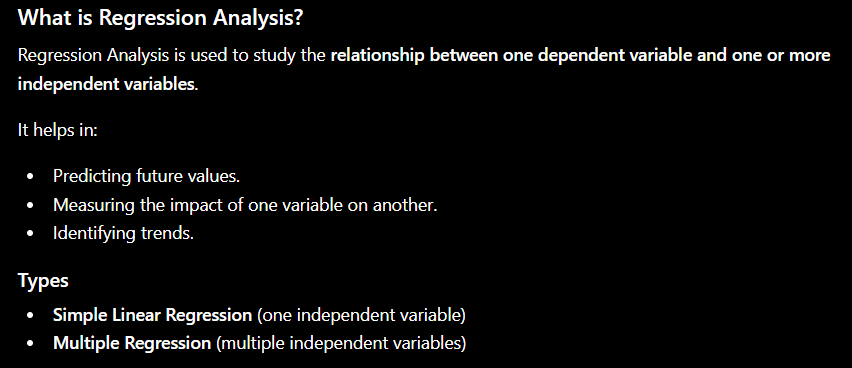 What is Regression Analysis?
Regression Analysis is used to study the relationship between one dependent variable and one or more
independent variables.
It helps in:
• Predicting future values.
• Measuring the impact of one variable on another.
• Identifying trends.
Types
• Simple Linear Regression (one independent variable)
• Multiple Regression (multiple independent variables)